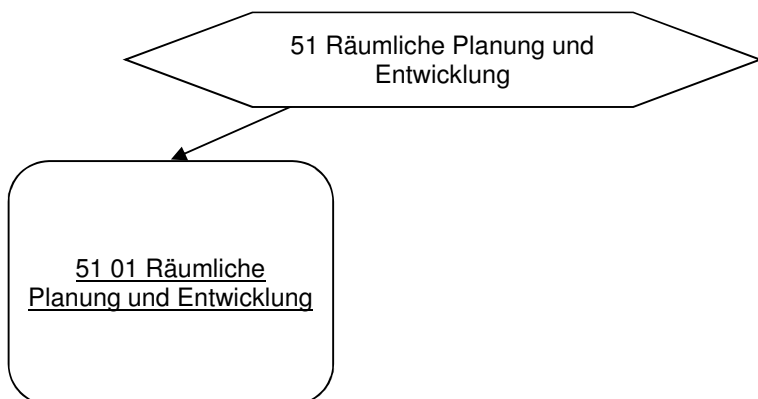 51 Räumliche Planung und
Entwicklung
51 01 Räumliche
Planung und Entwicklung